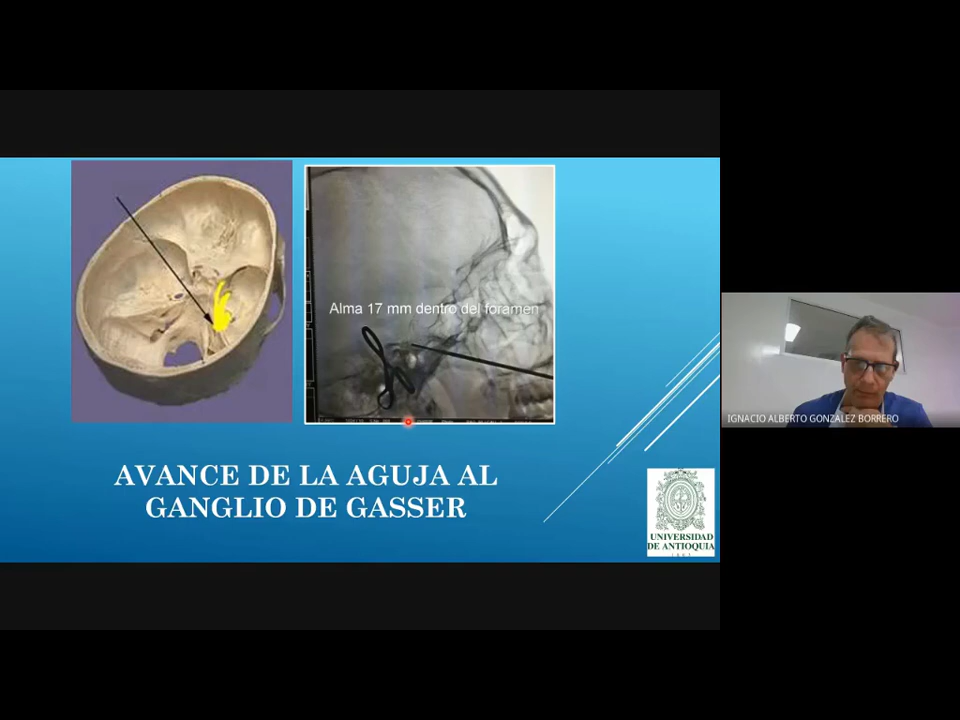 Alma 17 mm dentro del foramen
AVANCE DE LA AGUJA AL
GANGLIO DE GASSER
UNIVERSIDAD
DE ANTIOQUIA
IGNACIO ALBERTO GONZALEZ BORRERO